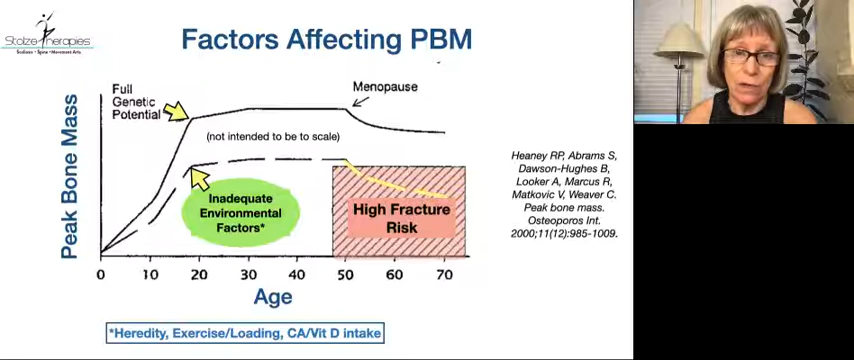 Stolze Therapies
Scoliosis • Spine • Movement Arts
Factors Affecting PBM
Full
Genetic
Potential
Menopause
(not intended to be to scale)
Peak Bone Mass
Inadequate
Environmental
Factors*
High Fracture
Risk
0 10 20 30 40 50 60 70
Age
*Heredity, Exercise/Loading, CA/Vit D intake
Heaney RP, Abrams S,
Dawson-Hughes B,
Looker A, Marcus R,
Matkovic V, Weaver C.
Peak bone mass.
Osteoporos Int.
2000;11(12):985-1009.